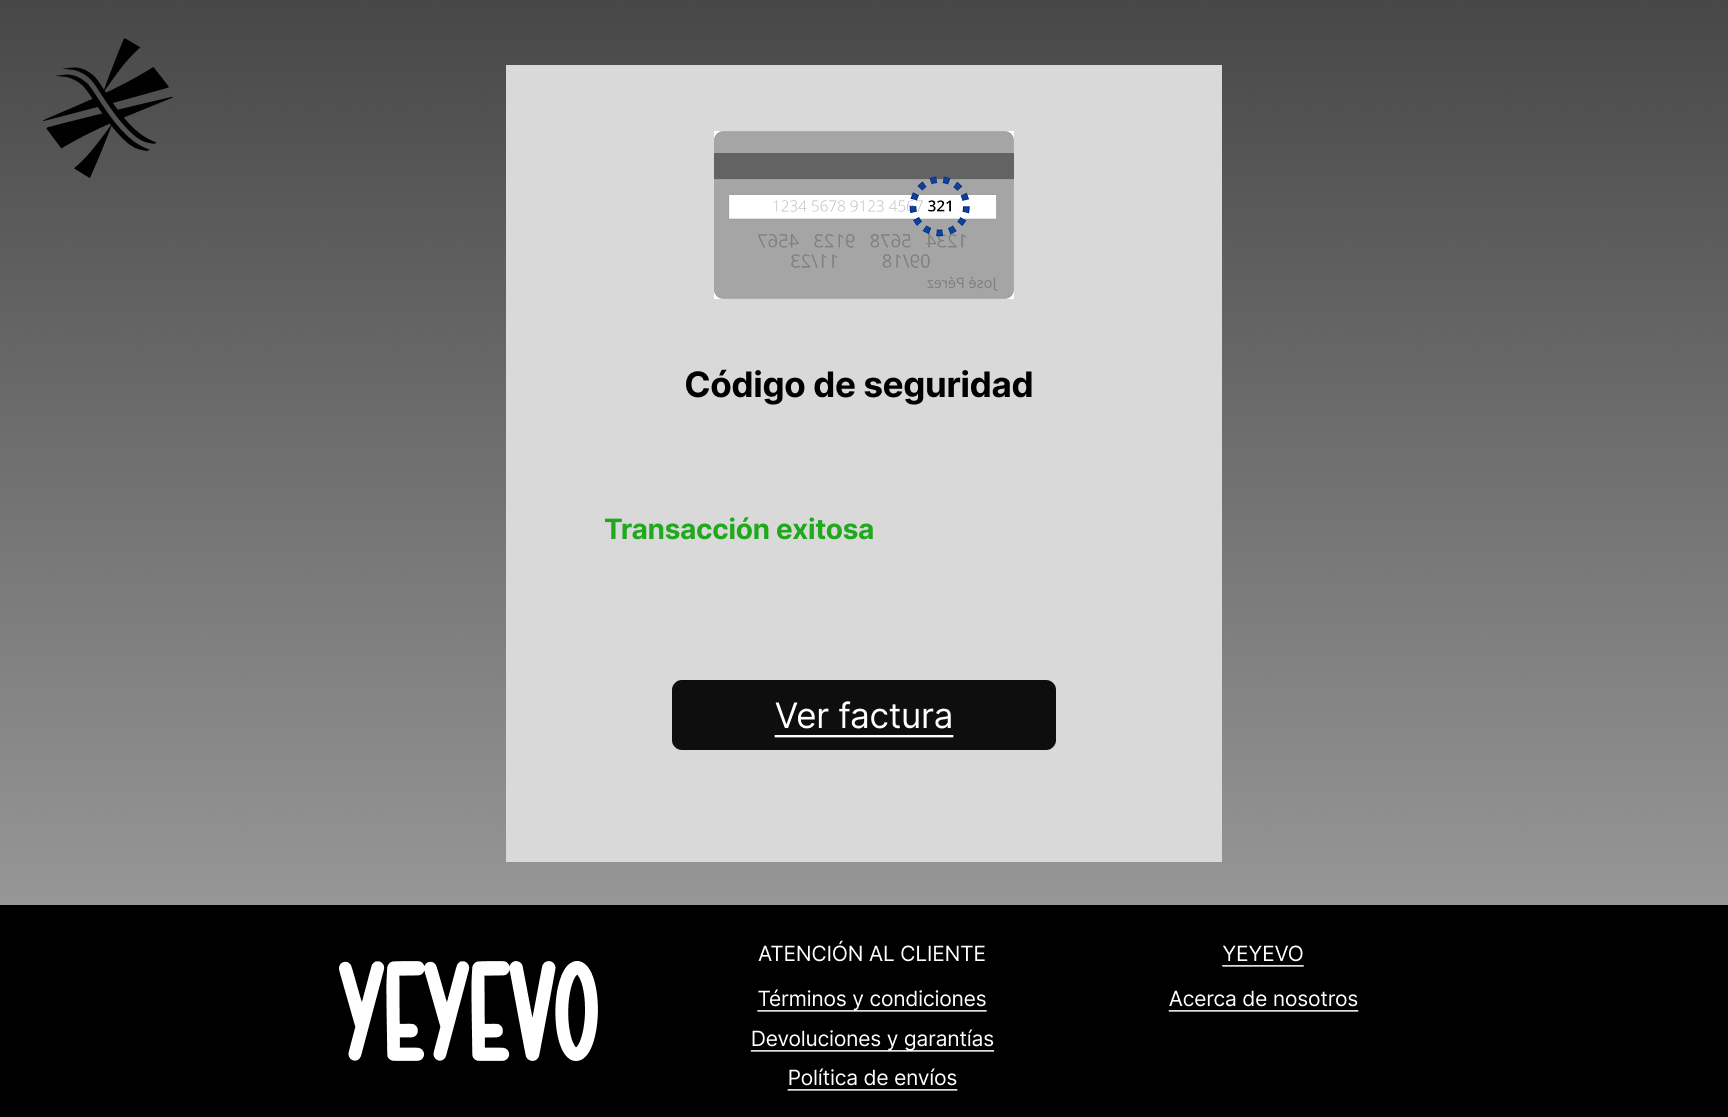 1234 5678 9123 4567 321
1234 5678 9123 4567
09/18 11/23
José Pérez
Código de seguridad
Transacción exitosa
Ver factura
YEYEVO
ATENCIÓN AL CLIENTE
Términos y condiciones
Devoluciones y garantías
Política de envíos
YEYEVO
Acerca de nosotros